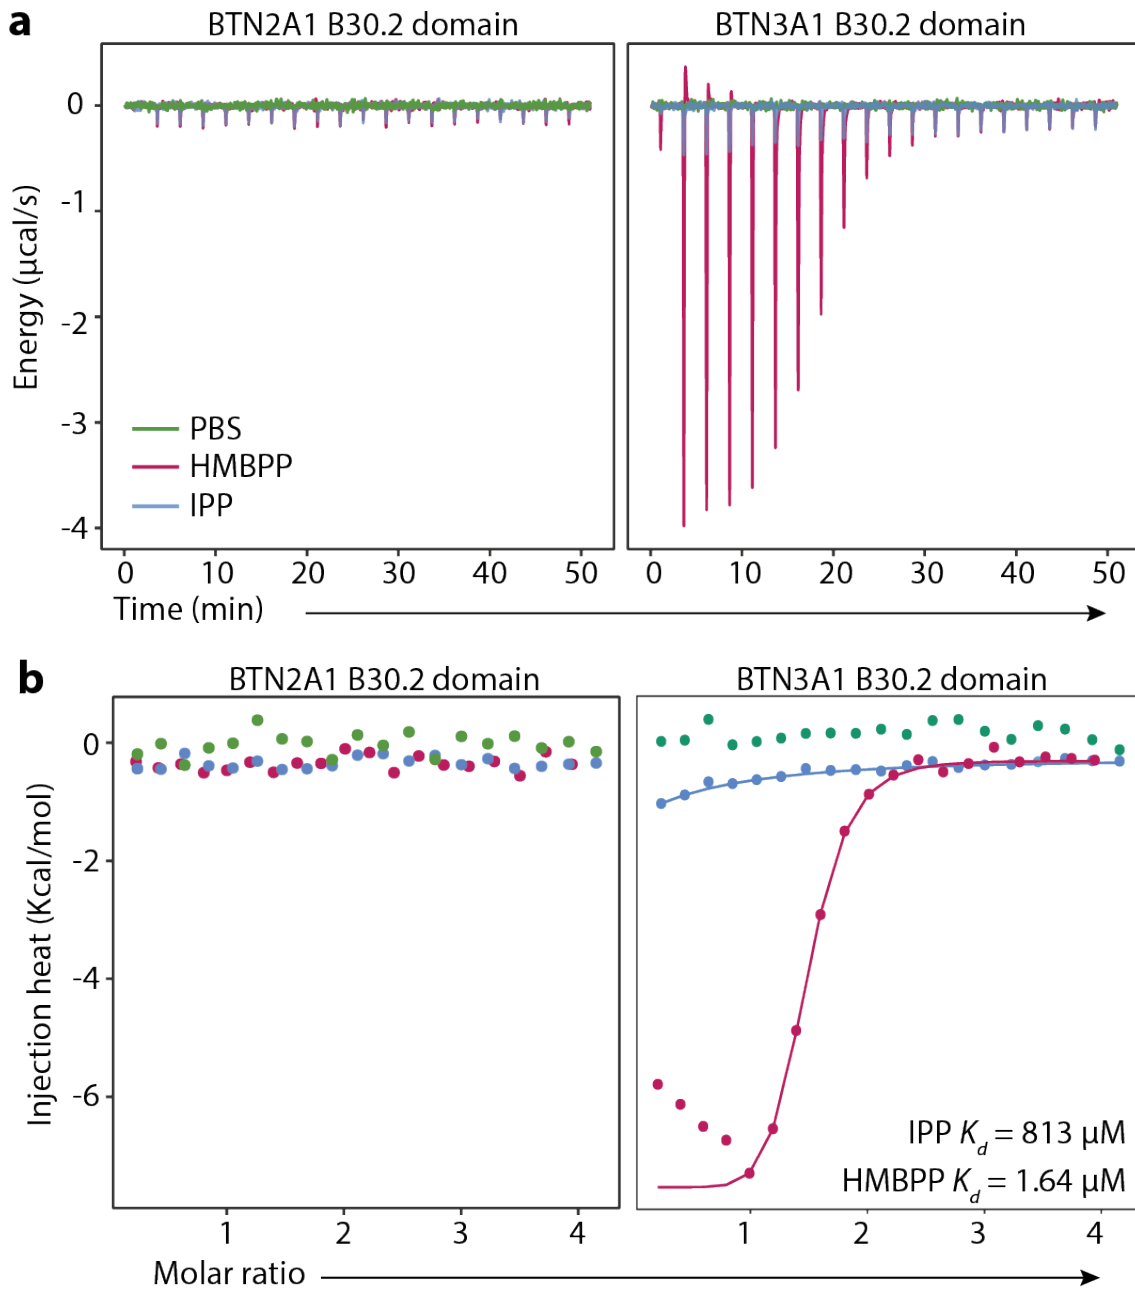 a
BTN2A1 B30.2 domain
BTN3A1 B30.2 domain
Energy (μcal/s)
0
-1
-2
-3
-4
PBS
HMBPP
IPP
0 10 20 30 40 50
0 10 20 30 40 50
Time (min)
b
BTN2A1 B30.2 domain
BTN3A1 B30.2 domain
Injection heat (Kcal/mol)
0
-2
-4
-6
IPP Kd = 813 μM
HMBPP Kd = 1.64 μM
1 2 3 4
1 2 3 4
Molar ratio